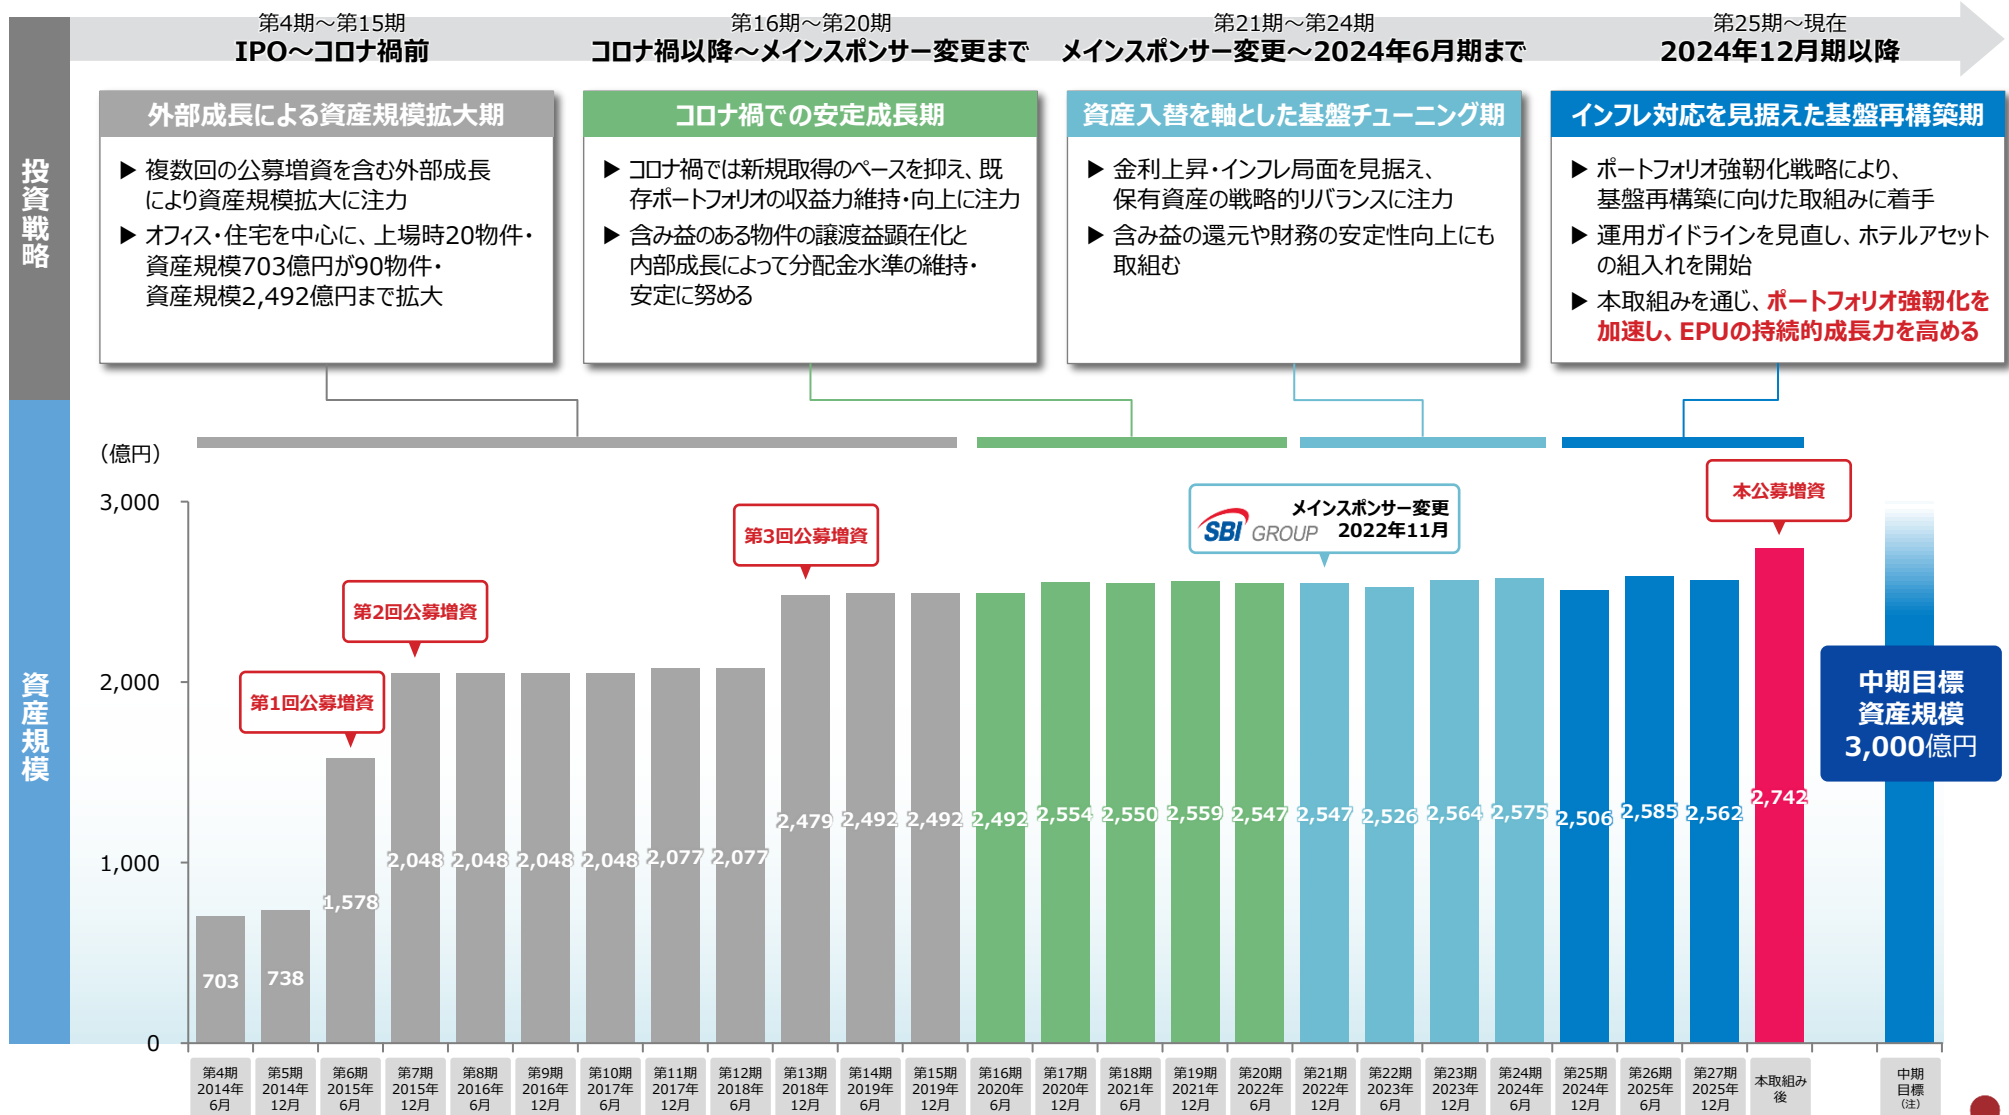 第4期～第15期
IPO～コロナ禍前
第16期～第20期
コロナ禍以降～メインスポンサー変更まで
第21期～第24期
メインスポンサー変更～2024年6月期まで
第25期～現在
2024年12月期以降
投資戦略
外部成長による資産規模拡大期
▶ 複数回の公募増資を含む外部成長
により資産規模拡大に注力
▶ オフィス・住宅を中心に、上場時20物件・
資産規模703億円が90物件・
資産規模2,492億円まで拡大
コロナ禍での安定成長期
▶ コロナ禍では新規取得のペースを抑え、既
存ポートフォリオの収益力維持・向上に注力
▶ 含み益のある物件の譲渡益顕在化と
内部成長によって分配金水準の維持・
安定に努める
資産入替を軸とした基盤チューニング期
▶ 金利上昇・インフレ局面を見据え、
保有資産の戦略的リバランスに注力
▶ 含み益の還元や財務の安定性向上にも
取組む
インフレ対応を見据えた基盤再構築期
▶ ポートフォリオ強靭化戦略により、
基盤再構築に向けた取組みに着手
▶ 運用ガイドラインを見直し、ホテルアセット
の組入れを開始
▶ 本取組みを通じ、ポートフォリオ強靭化を
加速し、EPUの持続的成長力を高める
資産規模
（億円）
3,000
2,000
1,000
0
第1回公募増資
第2回公募増資
第3回公募増資
SBI GROUP
メインスポンサー変更
2022年11月
本公募増資
中期目標
資産規模
3,000億円
703
738
1,578
2,048
2,048
2,048
2,048
2,077
2,077
2,479
2,492
2,492
2,492
2,554
2,550
2,559
2,547
2,547
2,526
2,564
2,575
2,506
2,585
2,562
2,742
第4期
2014年
6月
第5期
2014年
12月
第6期
2015年
6月
第7期
2015年
12月
第8期
2016年
6月
第9期
2016年
12月
第10期
2017年
6月
第11期
2017年
12月
第12期
2018年
6月
第13期
2018年
12月
第14期
2019年
6月
第15期
2019年
12月
第16期
2020年
6月
第17期
2020年
12月
第18期
2021年
6月
第19期
2021年
12月
第20期
2022年
6月
第21期
2022年
12月
第22期
2023年
6月
第23期
2023年
12月
第24期
2024年
6月
第25期
2024年
12月
第26期
2025年
6月
第27期
2025年
12月
本取組み
後
中期
目標
（注）